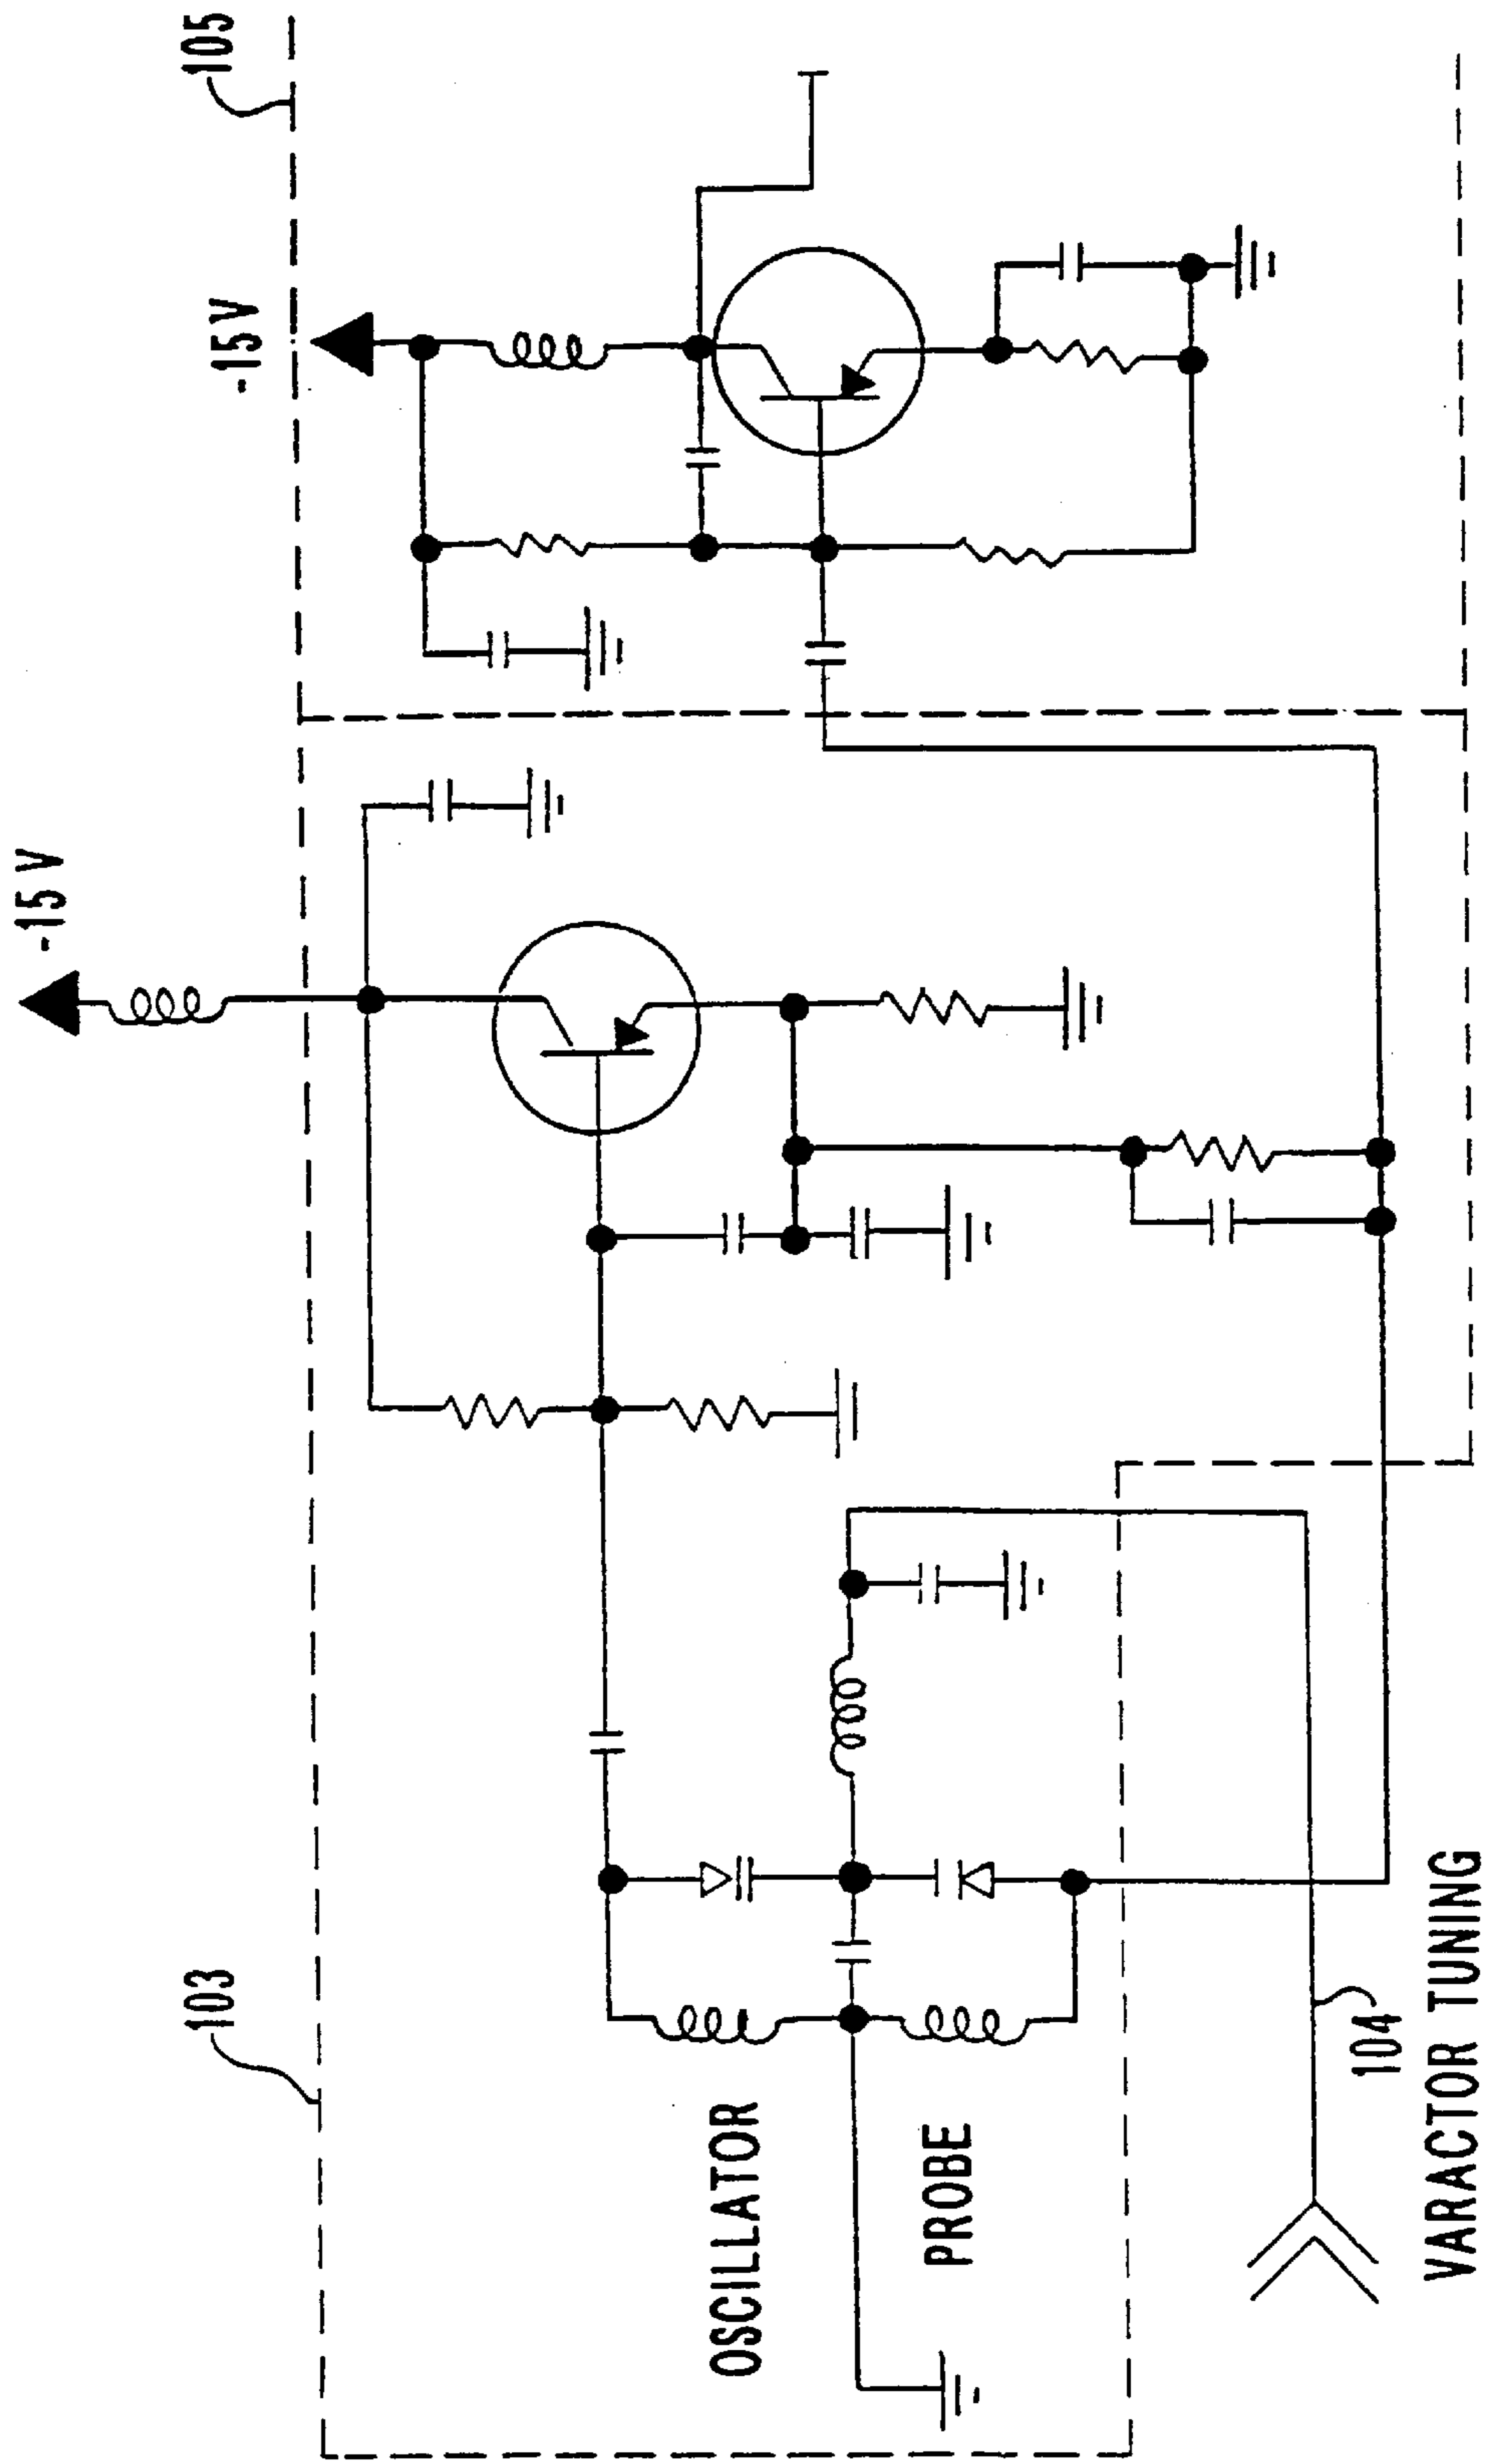 -15 V
-15 V
105
103
OSCILLATOR
PROBE
104
VARACTOR TUNING